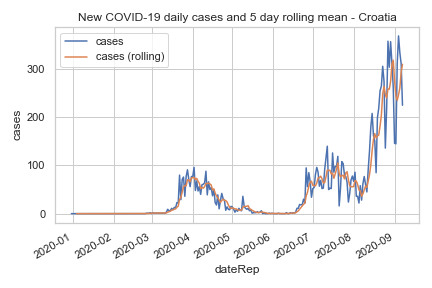 New COVID-19 daily cases and 5 day rolling mean - Croatia
cases
cases (rolling)
300
200
100
0
cases
2020-01
2020-02
2020-03
2020-04
2020-05
2020-06
2020-07
2020-08
2020-09
dateRep